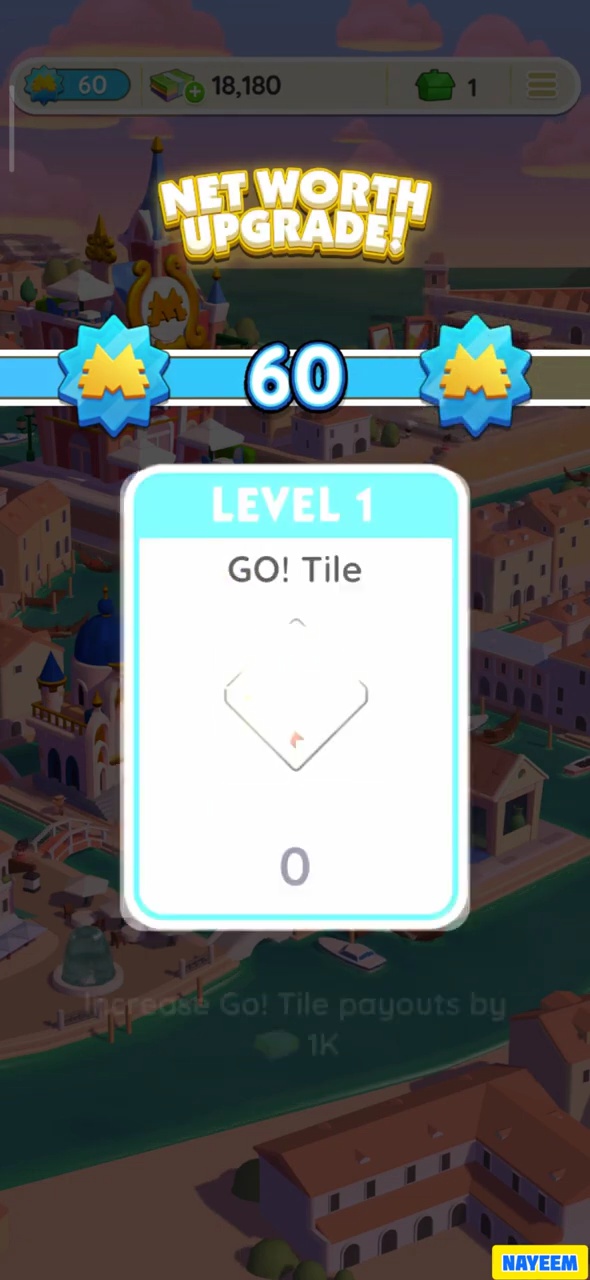 60
18,180
1
NET WORTH
UPGRADE!
60
LEVEL 1
GO! Tile
0
Increase Go! Tile payouts by
1K
NAYEEM